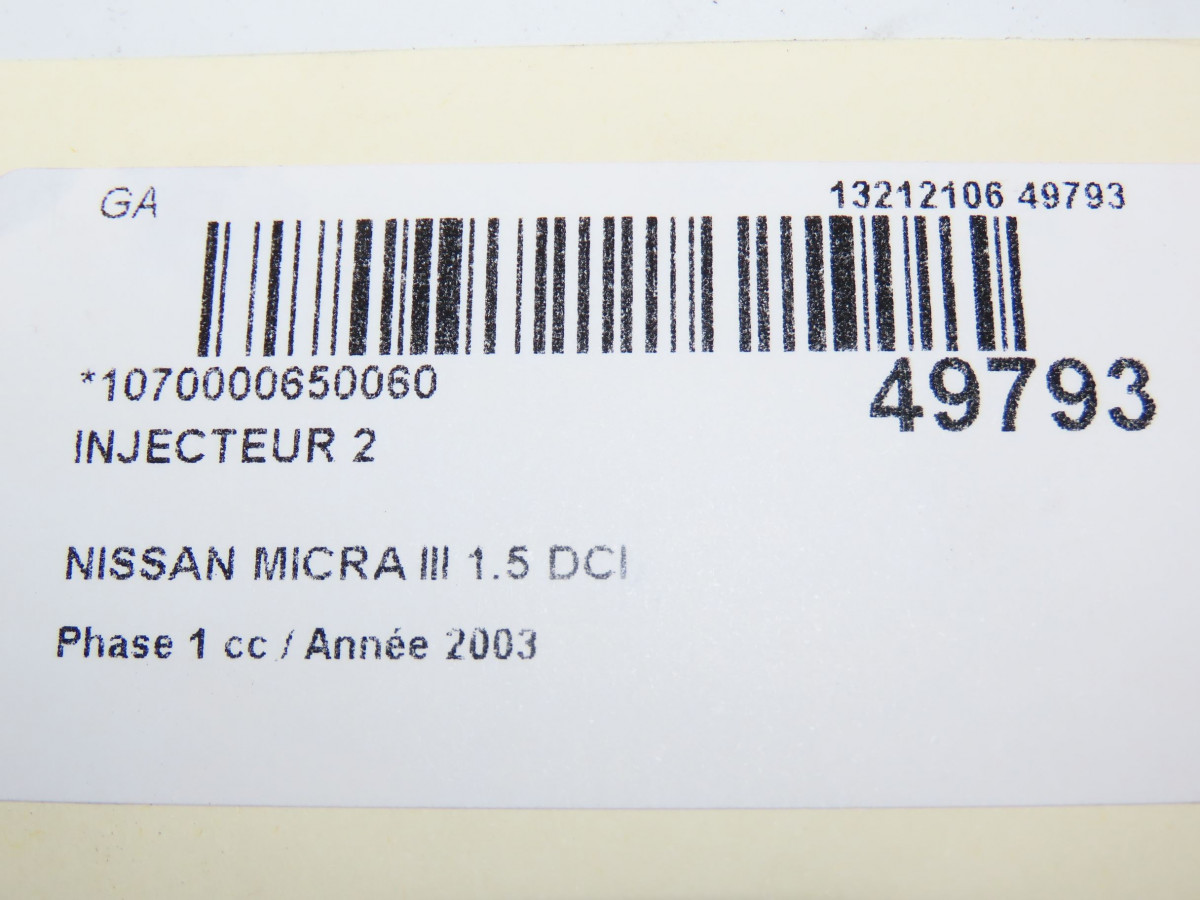 GA
13212106 49793
*1070000650060
49793
INJECTEUR 2
NISSAN MICRA III 1.5 DCI
Phase 1 cc / Année 2003